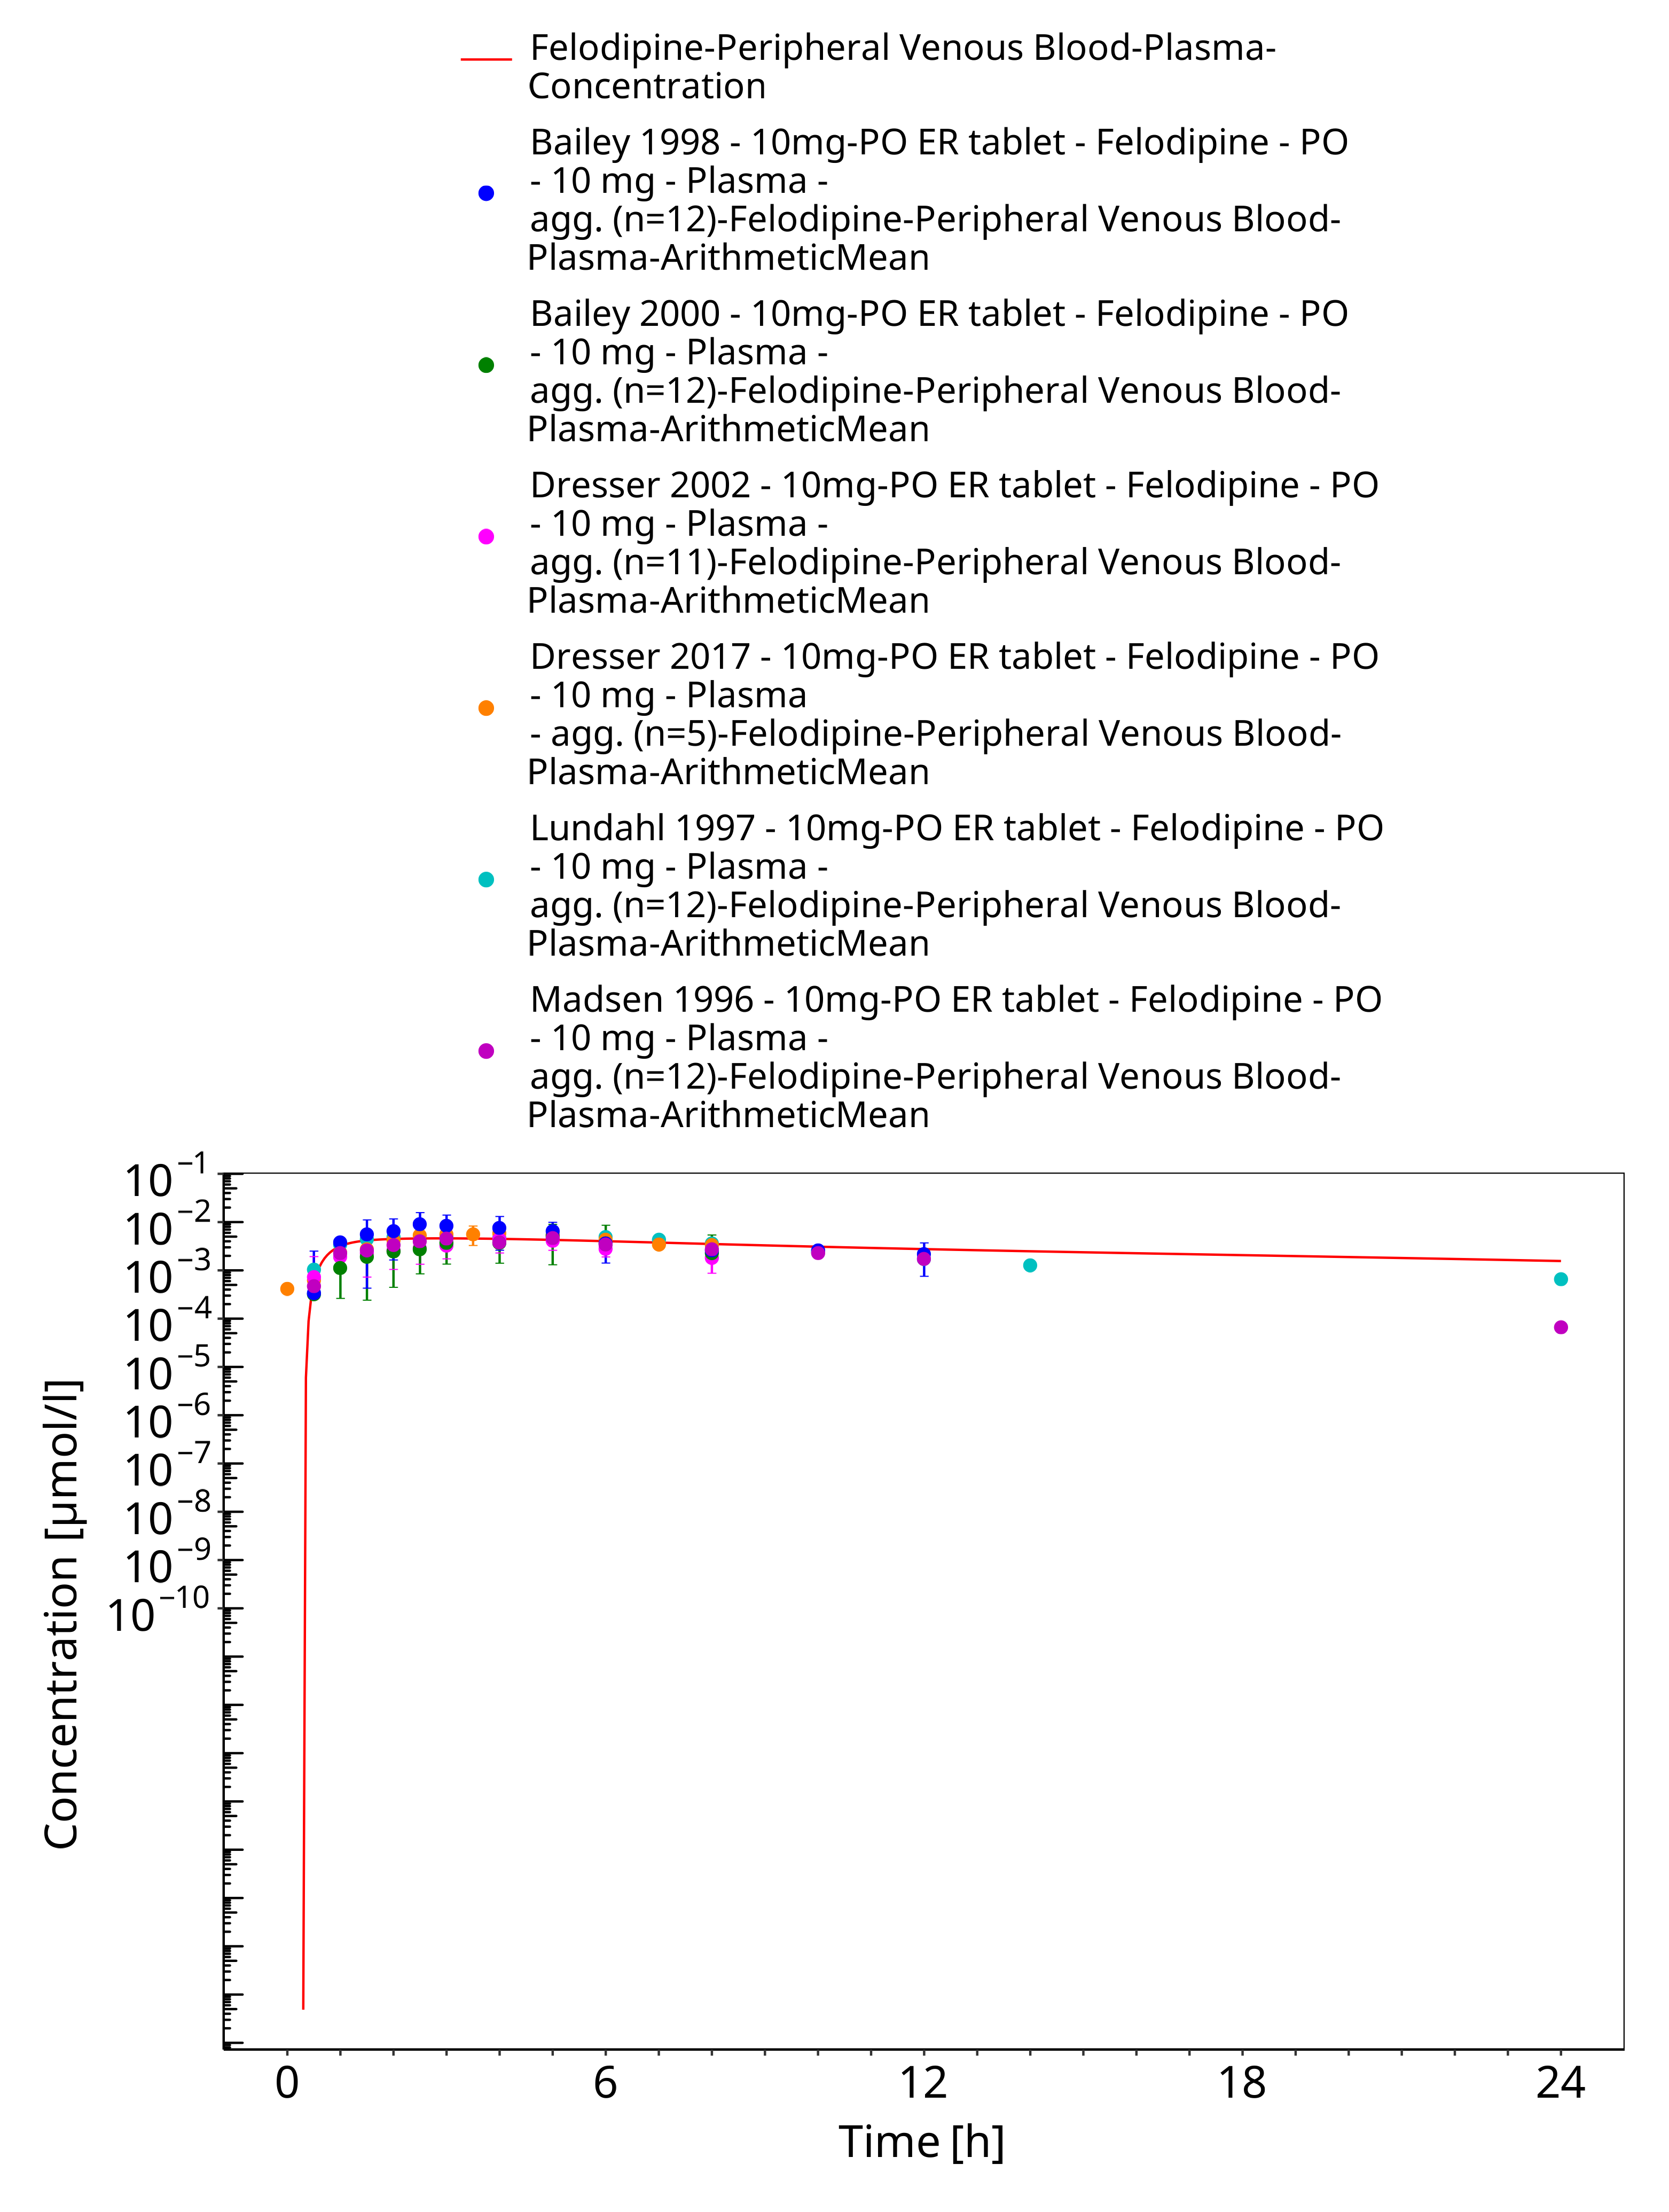 Felodipine-Peripheral Venous Blood-Plasma-
Concentration
Bailey 1998 - 10mg-PO ER tablet - Felodipine - PO
- 10 mg - Plasma -
agg. (n=12)-Felodipine-Peripheral Venous Blood-
Plasma-ArithmeticMean
Bailey 2000 - 10mg-PO ER tablet - Felodipine - PO
- 10 mg - Plasma -
agg. (n=12)-Felodipine-Peripheral Venous Blood-
Plasma-ArithmeticMean
Dresser 2002 - 10mg-PO ER tablet - Felodipine - PO
- 10 mg - Plasma -
agg. (n=11)-Felodipine-Peripheral Venous Blood-
Plasma-ArithmeticMean
Dresser 2017 - 10mg-PO ER tablet - Felodipine - PO
- 10 mg - Plasma
- agg. (n=5)-Felodipine-Peripheral Venous Blood-
Plasma-ArithmeticMean
Lundahl 1997 - 10mg-PO ER tablet - Felodipine - PO
- 10 mg - Plasma -
agg. (n=12)-Felodipine-Peripheral Venous Blood-
Plasma-ArithmeticMean
Madsen 1996 - 10mg-PO ER tablet - Felodipine - PO
- 10 mg - Plasma -
agg. (n=12)-Felodipine-Peripheral Venous Blood-
Plasma-ArithmeticMean
10⁻¹
10⁻²
10⁻³
10⁻⁴
10⁻⁵
10⁻⁶
10⁻⁷
10⁻⁸
10⁻⁹
10⁻¹⁰
Concentration [µmol/l]
0 6 12 18 24
Time [h]